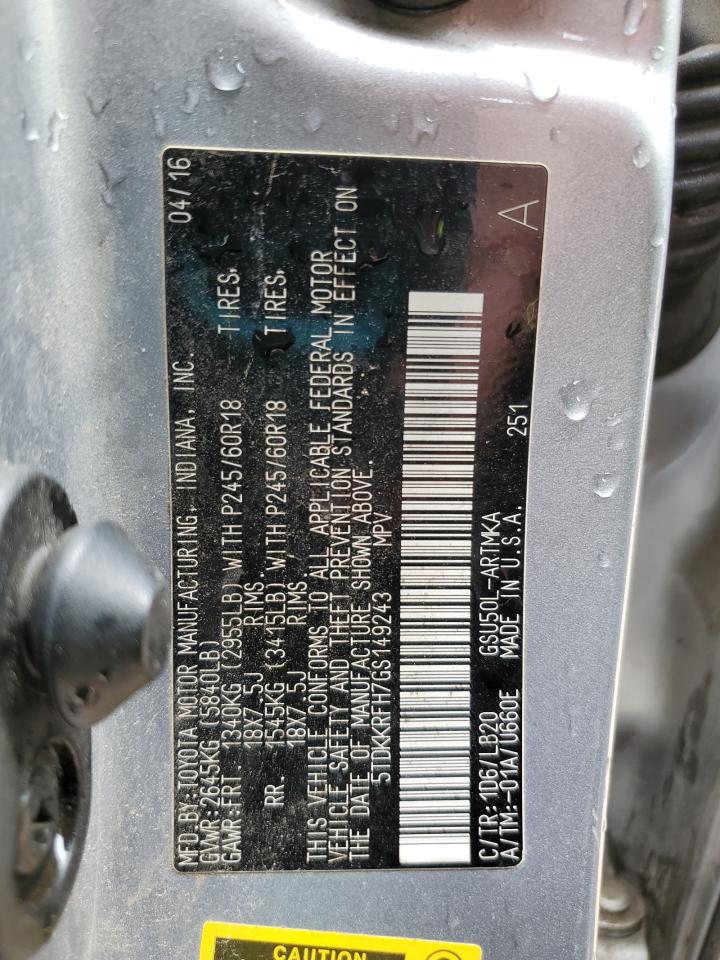 MFD BY:TOYOTA MOTOR MANUFACTURING, INDIANA, INC. 04/16
GVWR:2645KG (5840LB)
GAWR:FRT 1340KG (2955LB) WITH P245/60R18 TIRES,
18X7.5J RIMS.
RR. 1545KG (3415LB) WITH P245/60R18 TIRES,
18X7.5J RIMS
THIS VEHICLE CONFORMS TO ALL APPLICABLE FEDERAL MOTOR
VEHICLE SAFETY AND THEFT PREVENTION STANDARDS IN EFFECT ON
THE DATE OF MANUFACTURE SHOWN ABOVE.
5TDKKRFH7GS149243 MPV
C/TR:1D6/LB20 GSU50L-ARTMKA
A/TM:-01A/U660E MADE IN U.S.A. 251 A
CAUTION